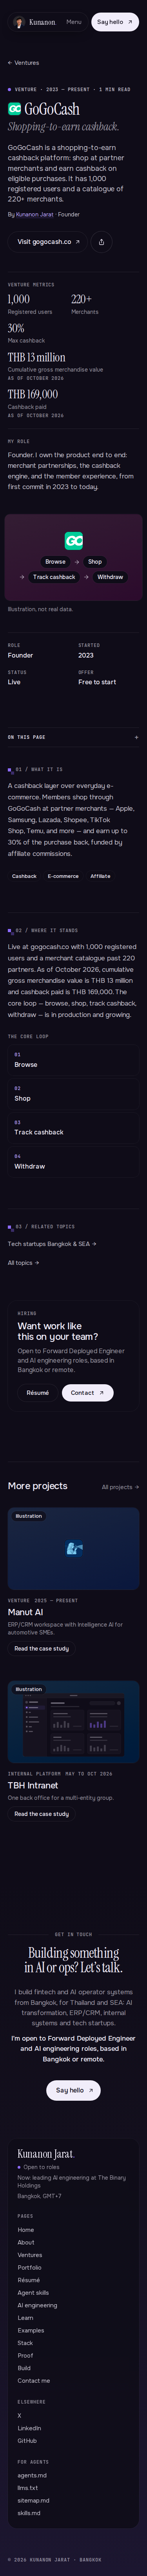 Kunanon
Menu
Say hello ↗
← Ventures
VENTURE · 2023 — PRESENT · 1 MIN READ
GoGoCash
Shopping-to-earn cashback.
GoGoCash is a shopping-to-earn
cashback platform: shop at partner
merchants and earn cashback on
eligible purchases. It has 1,000
registered users and a catalogue of
220+ merchants.
By Kunanon Jarat · Founder
Visit gogocash.co ↗
VENTURE METRICS
1,000
Registered users
220+
Merchants
30%
Max cashback
THB 13 million
Cumulative gross merchandise value
AS OF OCTOBER 2026
THB 169,000
Cashback paid
AS OF OCTOBER 2026
MY ROLE
Founder. I own the product end to end:
merchant partnerships, the cashback
engine, and the member experience, from
first commit in 2023 to today.
GC
Browse → Shop
→ Track cashback → Withdraw
Illustration, not real data.
ROLE
Founder
STARTED
2023
STATUS
Live
OFFER
Free to start
ON THIS PAGE +
01 / WHAT IT IS
A cashback layer over everyday e-
commerce. Members shop through
GoGoCash at partner merchants — Apple,
Samsung, Lazada, Shopee, TikTok
Shop, Temu, and more — and earn up to
30% of the purchase back, funded by
affiliate commissions.
Cashback
E-commerce
Affiliate
02 / WHERE IT STANDS
Live at gogocash.co with 1,000 registered
users and a merchant catalogue past 220
partners. As of October 2026, cumulative
gross merchandise value is THB 13 million
and cashback paid is THB 169,000. The
core loop — browse, shop, track cashback,
withdraw — is in production and growing.
THE CORE LOOP
01
Browse
02
Shop
03
Track cashback
04
Withdraw
03 / RELATED TOPICS
Tech startups Bangkok & SEA →
All topics →
HIRING
Want work like
this on your team?
Open to Forward Deployed Engineer
and AI engineering roles, based in
Bangkok or remote.
Résumé
Contact ↗
More projects
All projects →
Illustration
VENTURE 2025 — PRESENT
Manut AI
ERP/CRM workspace with Intelligence AI for
automotive SMEs.
Read the case study
Illustration
INTERNAL PLATFORM MAY TO OCT 2026
TBH Intranet
One back office for a multi-entity group.
Read the case study
GET IN TOUCH
Building something
in AI or ops? Let's talk.
I build fintech and AI operator systems
from Bangkok, for Thailand and SEA: AI
transformation, ERP/CRM, internal
systems and tech startups.
I'm open to Forward Deployed Engineer
and AI engineering roles, based in
Bangkok or remote.
Say hello ↗
Kunanon Jarat.
Open to roles
Now: leading AI engineering at The Binary
Holdings.
Bangkok, GMT+7
PAGES
Home
About
Ventures
Portfolio
Résumé
Agent skills
AI engineering
Learn
Examples
Stack
Proof
Build
Contact me
ELSEWHERE
X
LinkedIn
GitHub
FOR AGENTS
agents.md
llms.txt
sitemap.md
skills.md
© 2026 KUNANON JARAT · BANGKOK